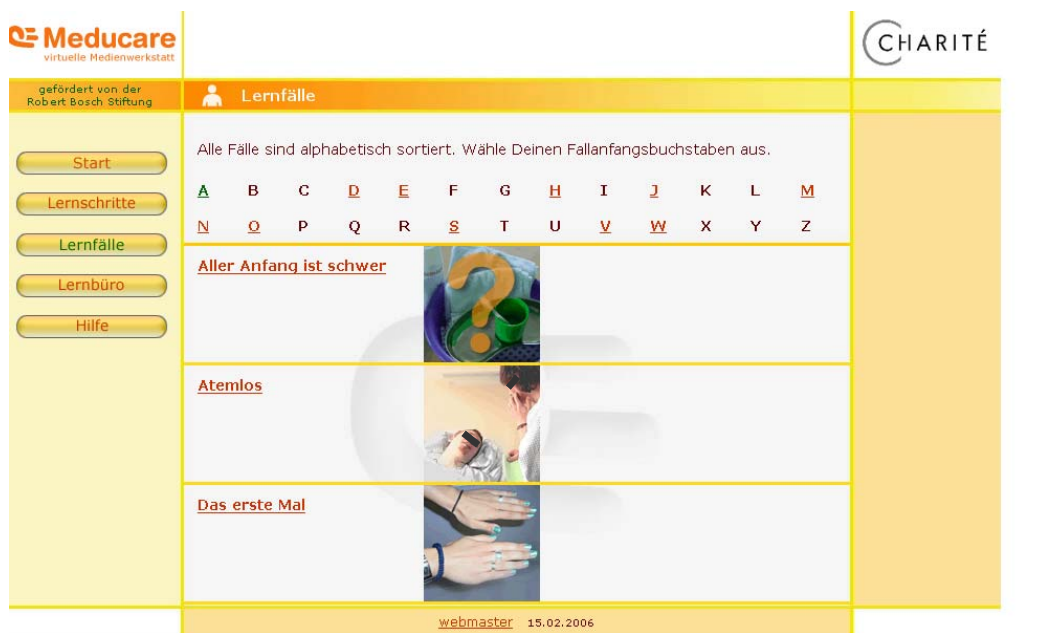 Meducare
virtuelle Medienwerkstatt
CHARITÉ
gefördert von der
Robert Bosch Stiftung
Lernfälle
Start
Lernschritte
Lernfälle
Lernbüro
Hilfe
Alle Fälle sind alphabetisch sortiert. Wähle Deinen Fallanfangsbuchstaben aus.
A B C D E F G H I J K L M
N O P Q R S T U V W X Y Z
Aller Anfang ist schwer
?
Atemlos
Das erste Mal
webmaster 15.02.2006